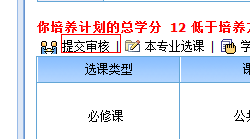 你培养计划的总学分 12 低于培养
提交审核 | 本专业选课 | 学
选课类型 课
必修课 公共